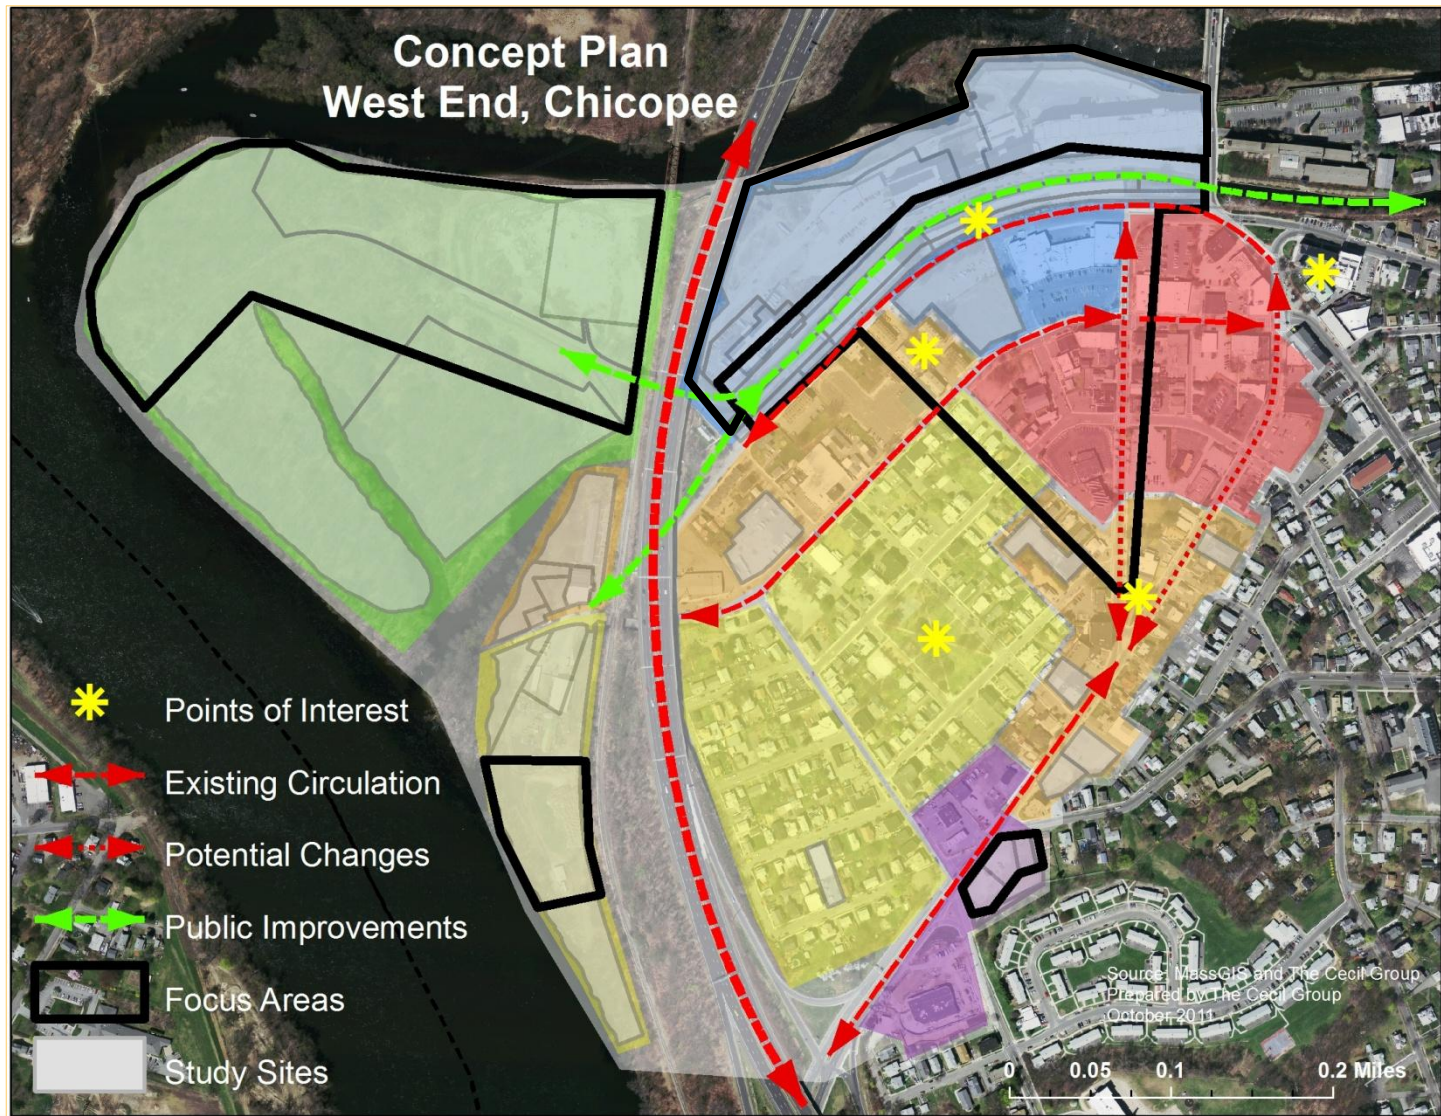 Concept Plan
West End, Chicopee
Points of Interest
Existing Circulation
Potential Changes
Public Improvements
Focus Areas
Study Sites
Source: MassGIS and The Cecil Group
Prepared by The Cecil Group
October 2011
0 0.05 0.1 0.2 Miles